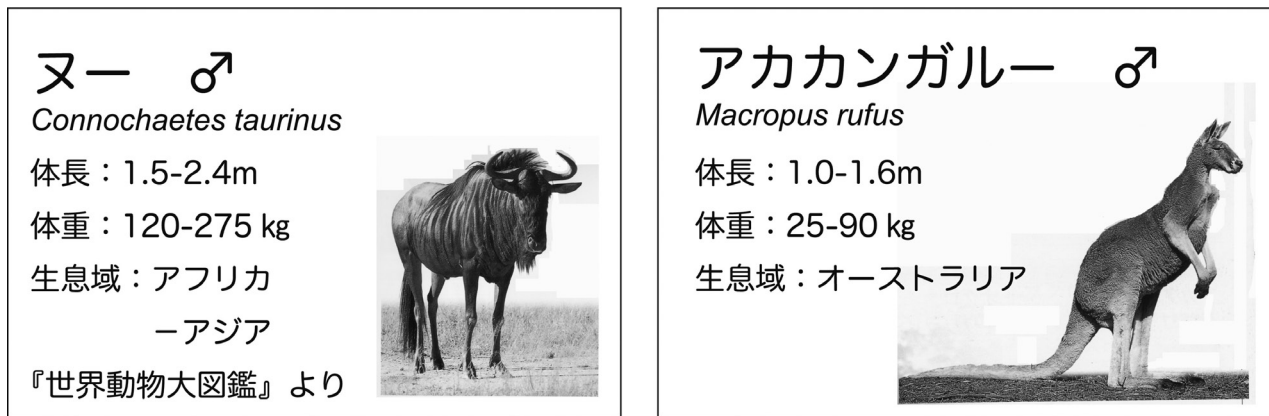 ヌー ♂
Connochaetes taurinus
体長：1.5-2.4m
体重：120-275 kg
生息域：アフリカ
－アジア
『世界動物大図鑑』より
アカカンガルー ♂
Macropus rufus
体長：1.0-1.6m
体重：25-90 kg
生息域：オーストラリア